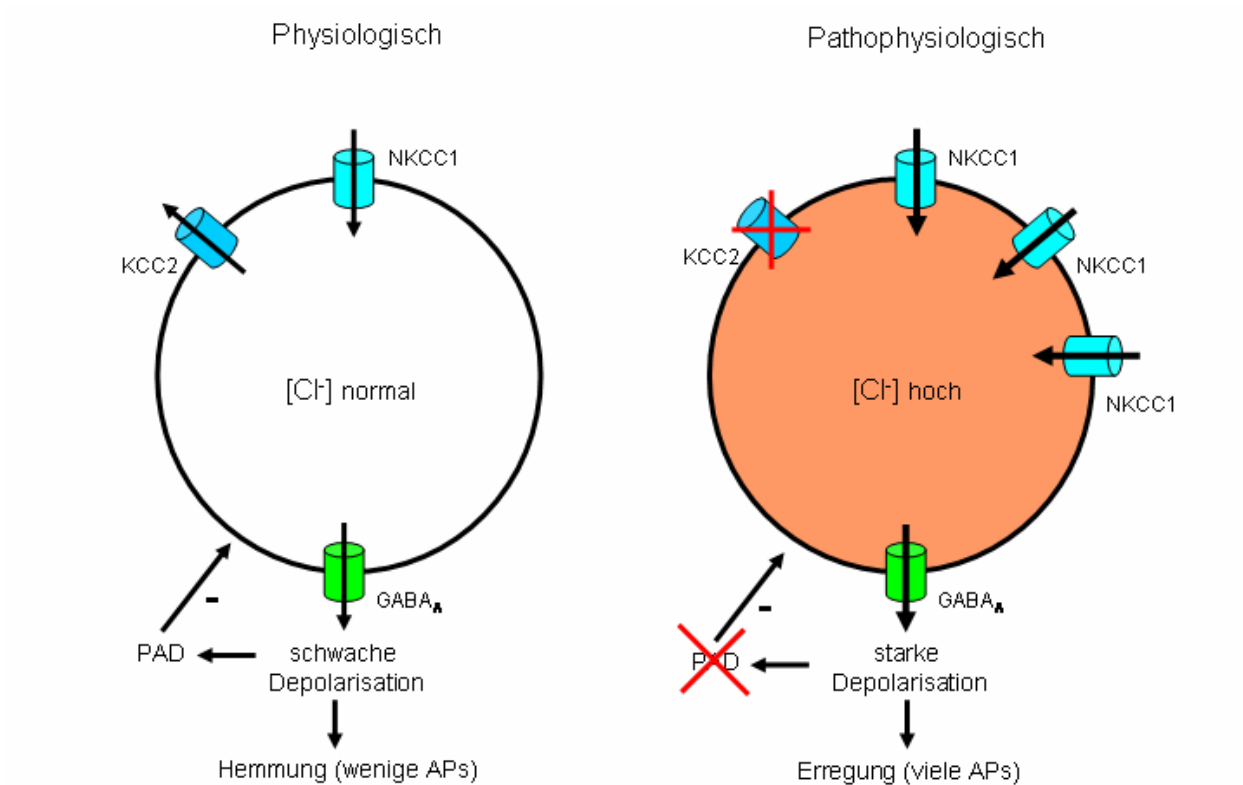 Physiologisch
NKCC1
KCC2
[Cl-] normal
GABAA
-
PAD
schwache
Depolarisation
Hemmung (wenige APs)
Pathophysiologisch
NKCC1
KCC2
NKCC1
[Cl-] hoch
NKCC1
GABAA
-
PAD
starke
Depolarisation
Erregung (viele APs)